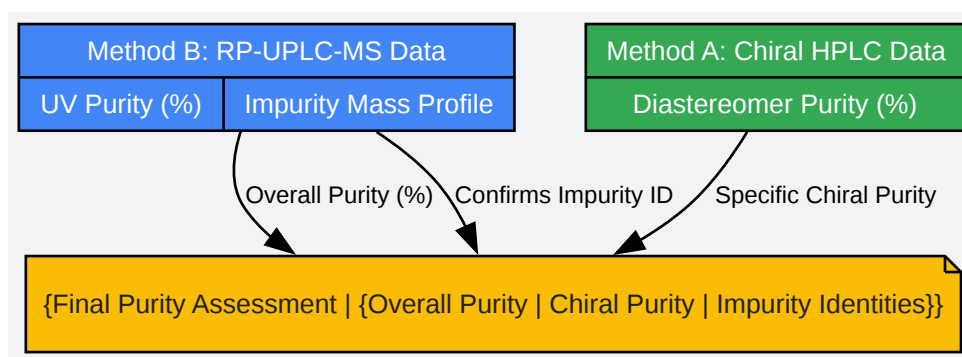 Method B: RP-UPLC-MS Data
UV Purity (%)
Impurity Mass Profile
Method A: Chiral HPLC Data
Diastereomer Purity (%)
Overall Purity (%)
Confirms Impurity ID
Specific Chiral Purity
{Final Purity Assessment | {Overall Purity | Chiral Purity | Impurity Identities}}